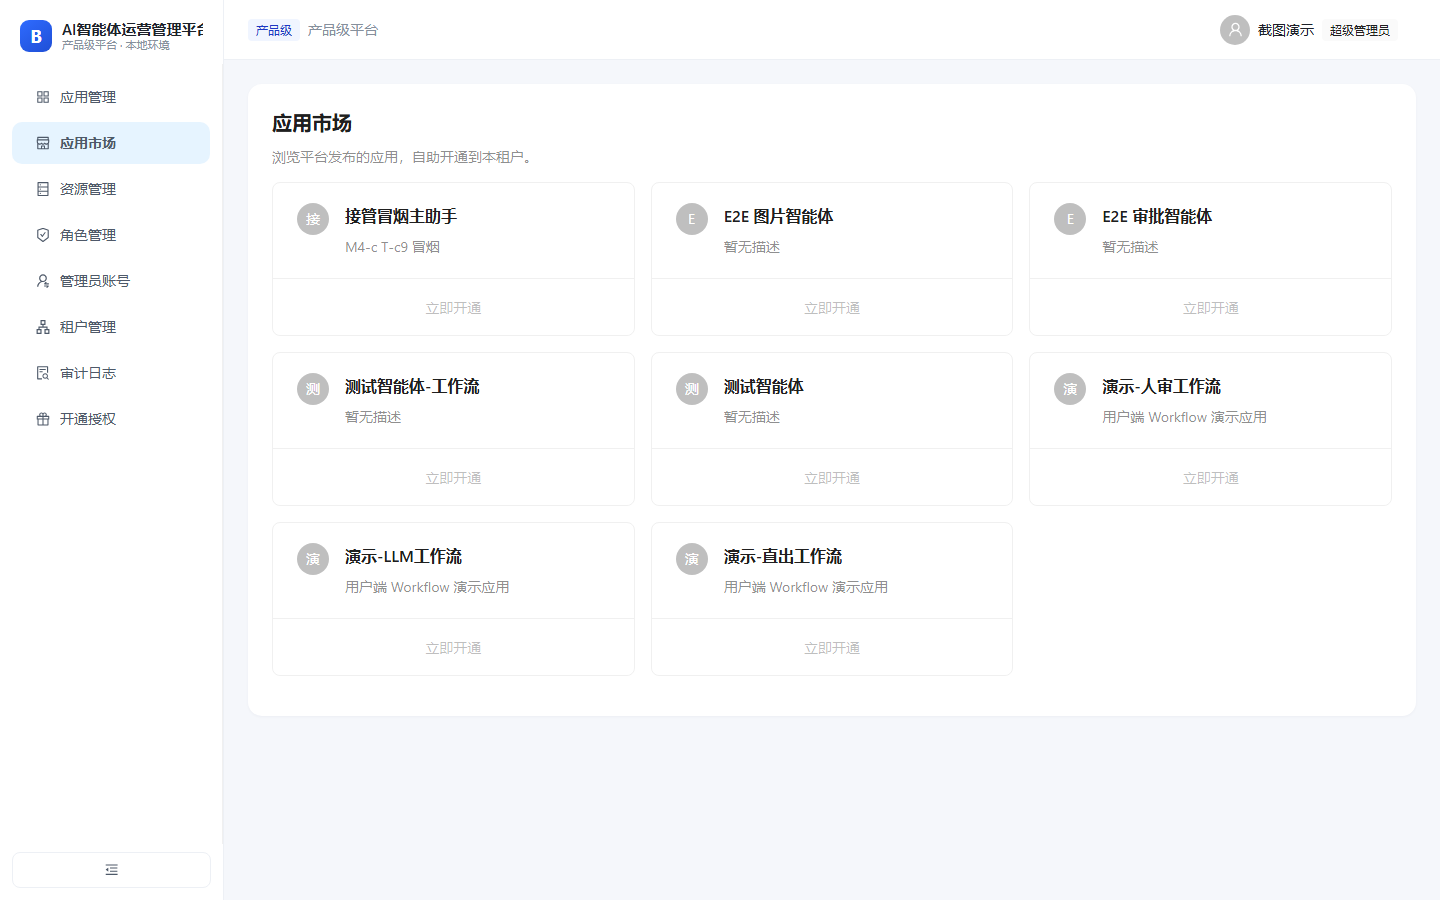 B
AI智能体运营管理平台
产品级平台 · 本地环境
应用管理
应用市场
资源管理
角色管理
管理员账号
租户管理
审计日志
开通授权
产品级 产品级平台
截图演示 超级管理员
应用市场
浏览平台发布的应用，自助开通到本租户。
接 接管冒烟主助手
M4-c T-c9 冒烟
立即开通
E E2E 图片智能体
暂无描述
立即开通
E E2E 审批智能体
暂无描述
立即开通
测 测试智能体-工作流
暂无描述
立即开通
测 测试智能体
暂无描述
立即开通
演 演示-人审工作流
用户端 Workflow 演示应用
立即开通
演 演示-LLM工作流
用户端 Workflow 演示应用
立即开通
演 演示-直出工作流
用户端 Workflow 演示应用
立即开通